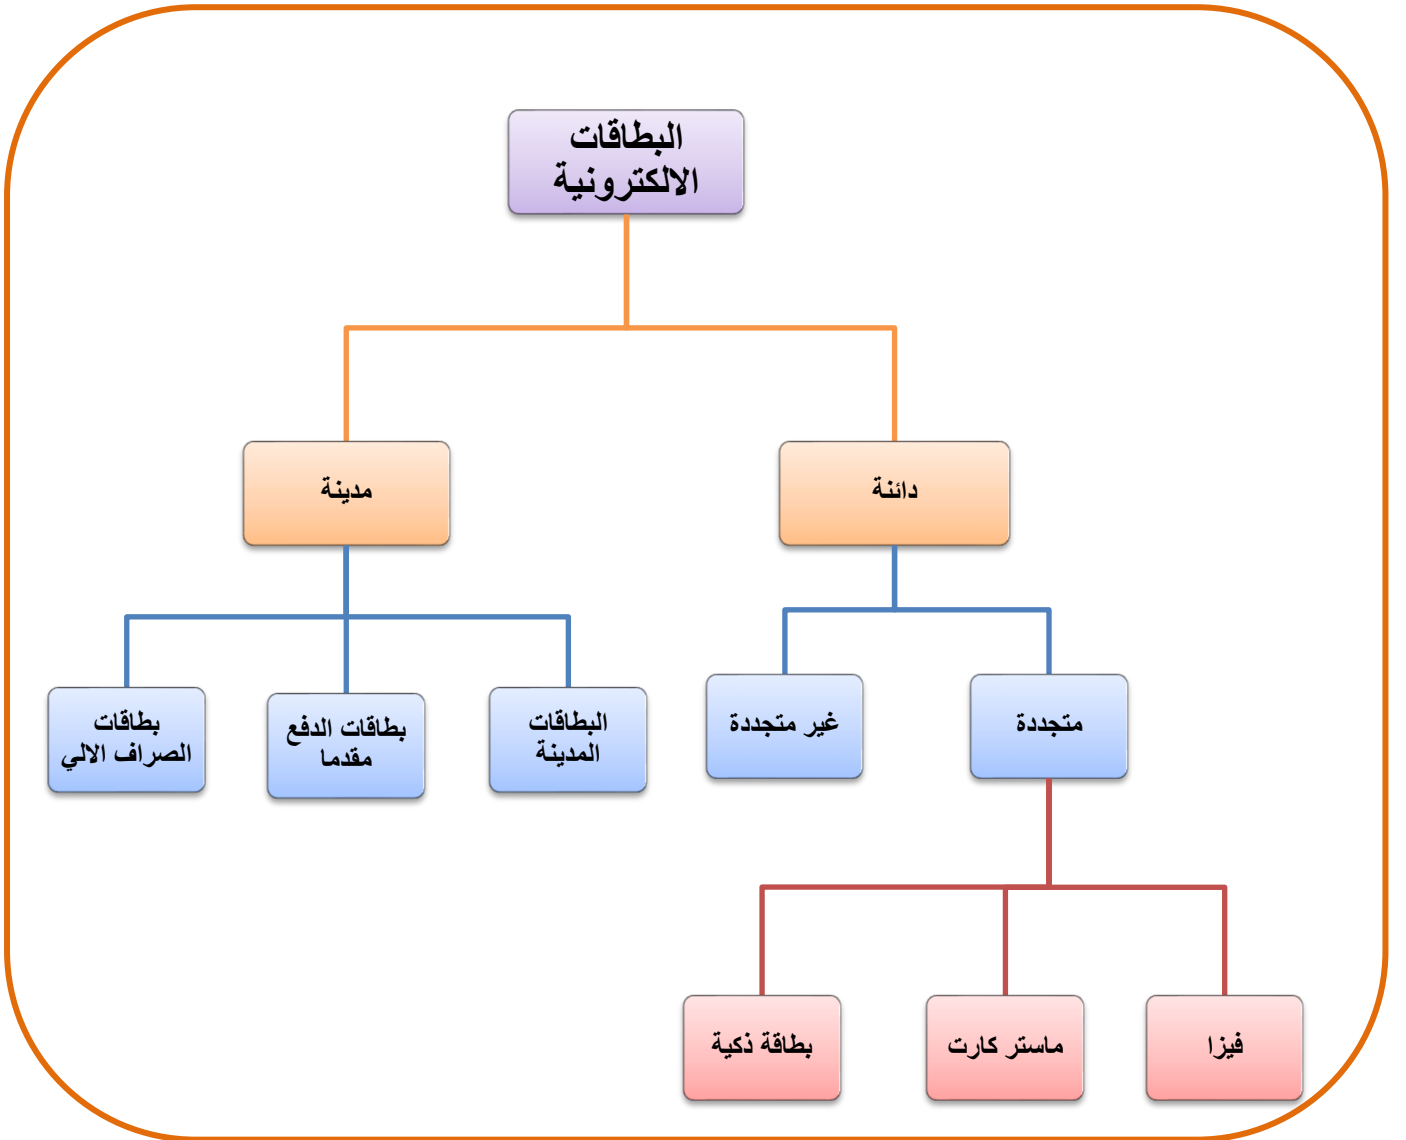 البطاقات
الالكترونية
دائنة
مدينة
متجددة
غير متجددة
البطاقات
المدينة
بطاقات الدفع
مقدما
بطاقات
الصراف الالي
فيزا
ماستر كارت
بطاقة ذكية